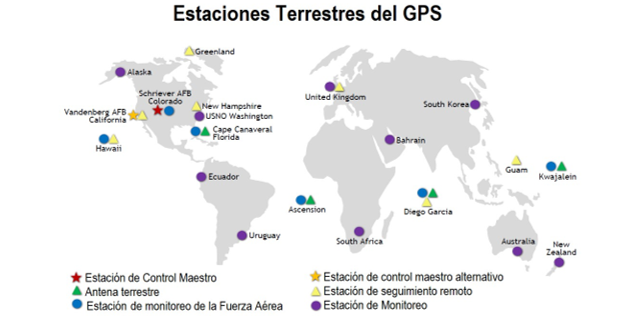 Estaciones Terrestres del GPS
Greenland
Alaska
Schriever AFB
Colorado
Vandenberg AFB
California
New Hampshire
USNO Washington
Cape Canaveral
Florida
Hawaii
United Kingdom
South Korea
Bahrain
Guam
Kwajalein
Ecuador
Ascension
Diego Garcia
Uruguay
South Africa
Australia
New
Zealand
Estación de Control Maestro
Antena terrestre
Estación de monitoreo de la Fuerza Aérea
Estación de control maestro alternativo
Estación de seguimiento remoto
Estación de Monitoreo